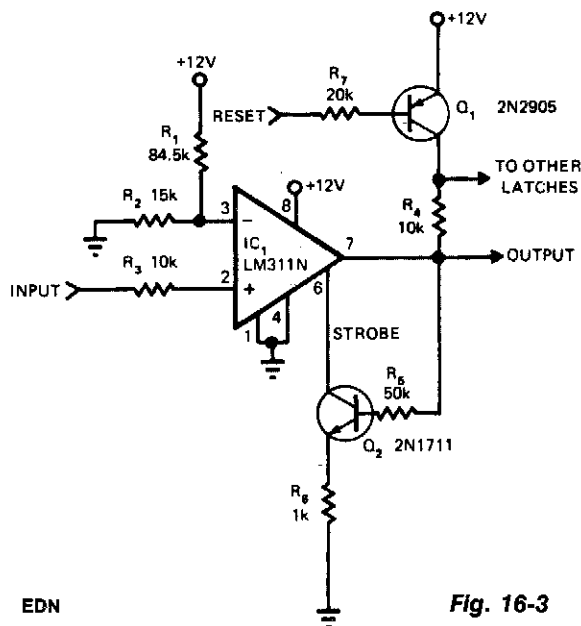 +12V
+12V
R7
20k
RESET
Q1 2N2905
R1
84.5k
TO OTHER
LATCHES
+12V
R2 15k
3
−
8
R4
10k
IC1
LM311N
7
OUTPUT
R3 10k
INPUT
2
+
6
1
4
STROBE
R5
50k
Q2 2N1711
R6
1k
EDN
Fig. 16-3